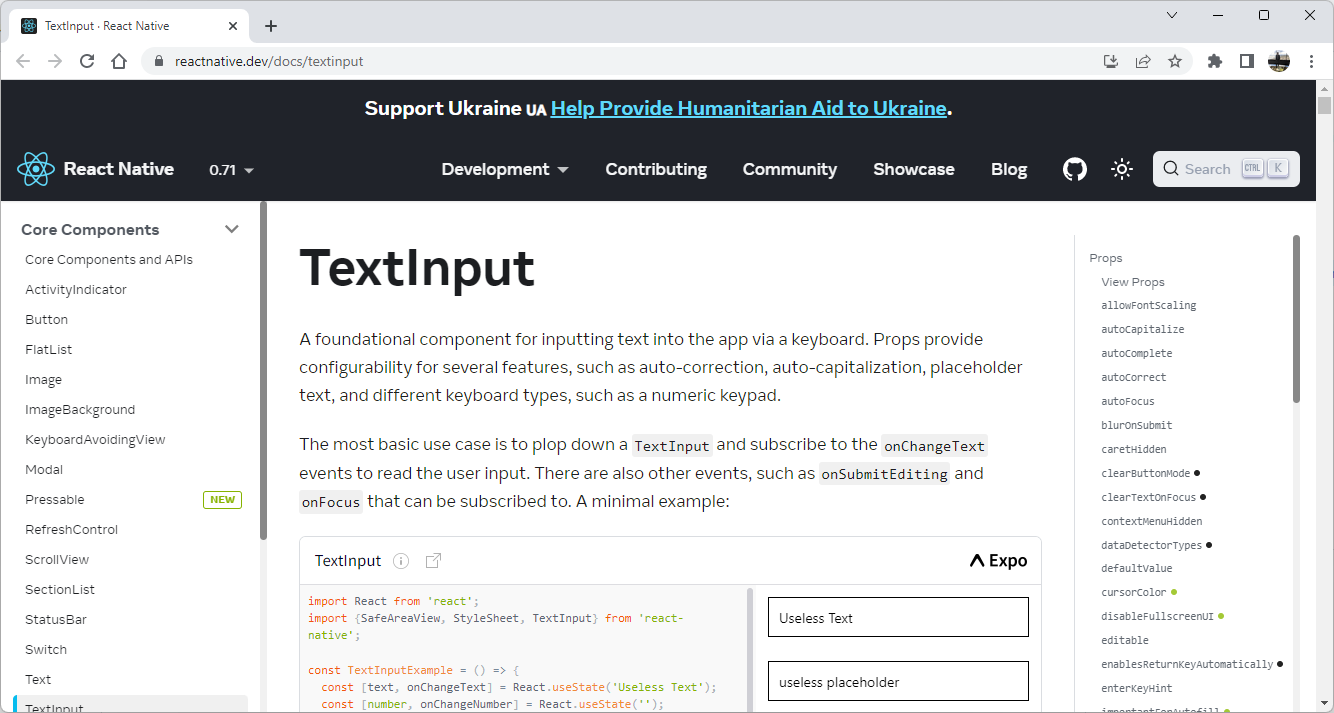 TextInput · React Native
reactnative.dev/docs/textinput
Support Ukraine UA Help Provide Humanitarian Aid to Ukraine.
React Native
0.71
Development
Contributing
Community
Showcase
Blog
Search
CTRL
K
Core Components
Core Components and APIs
ActivityIndicator
Button
FlatList
Image
ImageBackground
KeyboardAvoidingView
Modal
Pressable
NEW
RefreshControl
ScrollView
SectionList
StatusBar
Switch
Text
TextInput
TextInput
A foundational component for inputting text into the app via a keyboard. Props provide
configurability for several features, such as auto-correction, auto-capitalization, placeholder
text, and different keyboard types, such as a numeric keypad.
The most basic use case is to plop down a TextInput and subscribe to the onChangeText
events to read the user input. There are also other events, such as onSubmitEditing and
onFocus that can be subscribed to. A minimal example:
TextInput
Expo
import React from 'react';
import {SafeAreaView, StyleSheet, TextInput} from 'react-
native';
const TextInputExample = () => {
const [text, onChangeText] = React.useState('Useless Text');
const [number, onChangeNumber] = React.useState('');
Useless Text
useless placeholder
Props
View Props
allowFontScaling
autoCapitalize
autoComplete
autoCorrect
autoFocus
blurOnSubmit
caretHidden
clearButtonMode
clearTextOnFocus
contextMenuHidden
dataDetectorTypes
defaultValue
cursorColor
disableFullscreenUI
editable
enablesReturnKeyAutomatically
enterKeyHint
importantForAutofill